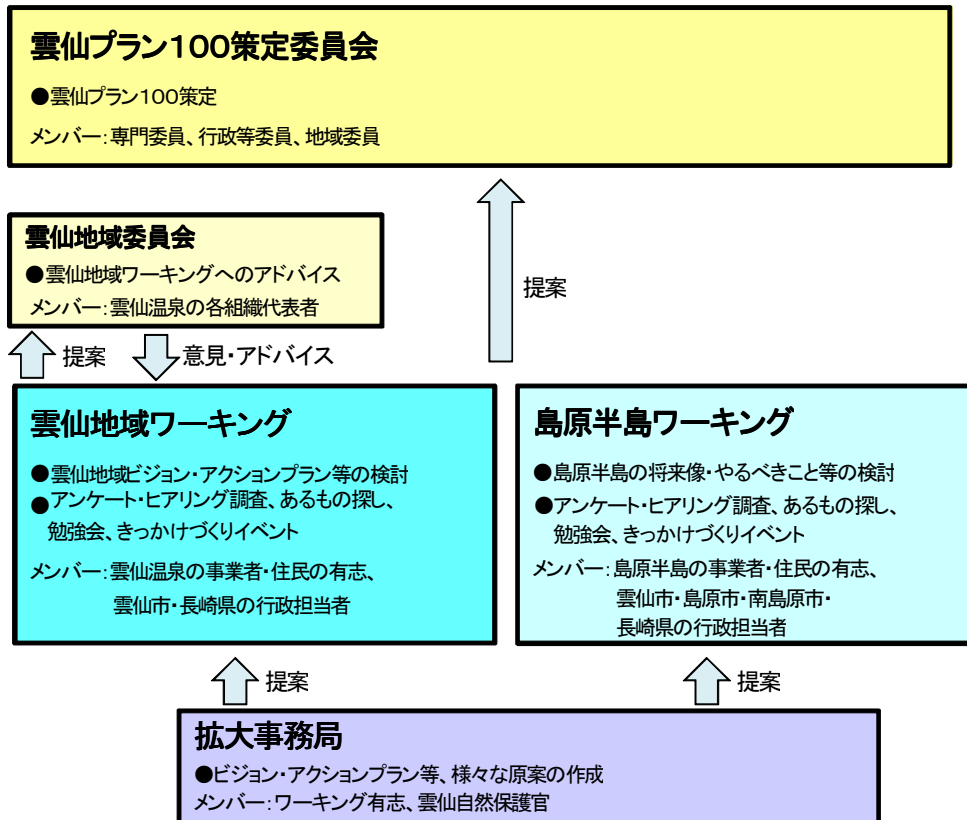 雲仙プラン100策定委員会
●雲仙プラン100策定
メンバー：専門委員、行政等委員、地域委員
雲仙地域委員会
●雲仙地域ワーキングへのアドバイス
メンバー：雲仙温泉の各組織代表者
提案
提案
意見・アドバイス
雲仙地域ワーキング
●雲仙地域ビジョン・アクションプラン等の検討
●アンケート・ヒアリング調査、あるもの探し、
勉強会、きっかけづくりイベント
メンバー：雲仙温泉の事業者・住民の有志、
雲仙市・長崎県の行政担当者
島原半島ワーキング
●島原半島の将来像・やるべきこと等の検討
●アンケート・ヒアリング調査、あるもの探し、
勉強会、きっかけづくりイベント
メンバー：島原半島の事業者・住民の有志、
雲仙市・島原市・南島原市・
長崎県の行政担当者
提案
提案
拡大事務局
●ビジョン・アクションプラン等、様々な原案の作成
メンバー：ワーキング有志、雲仙自然保護官